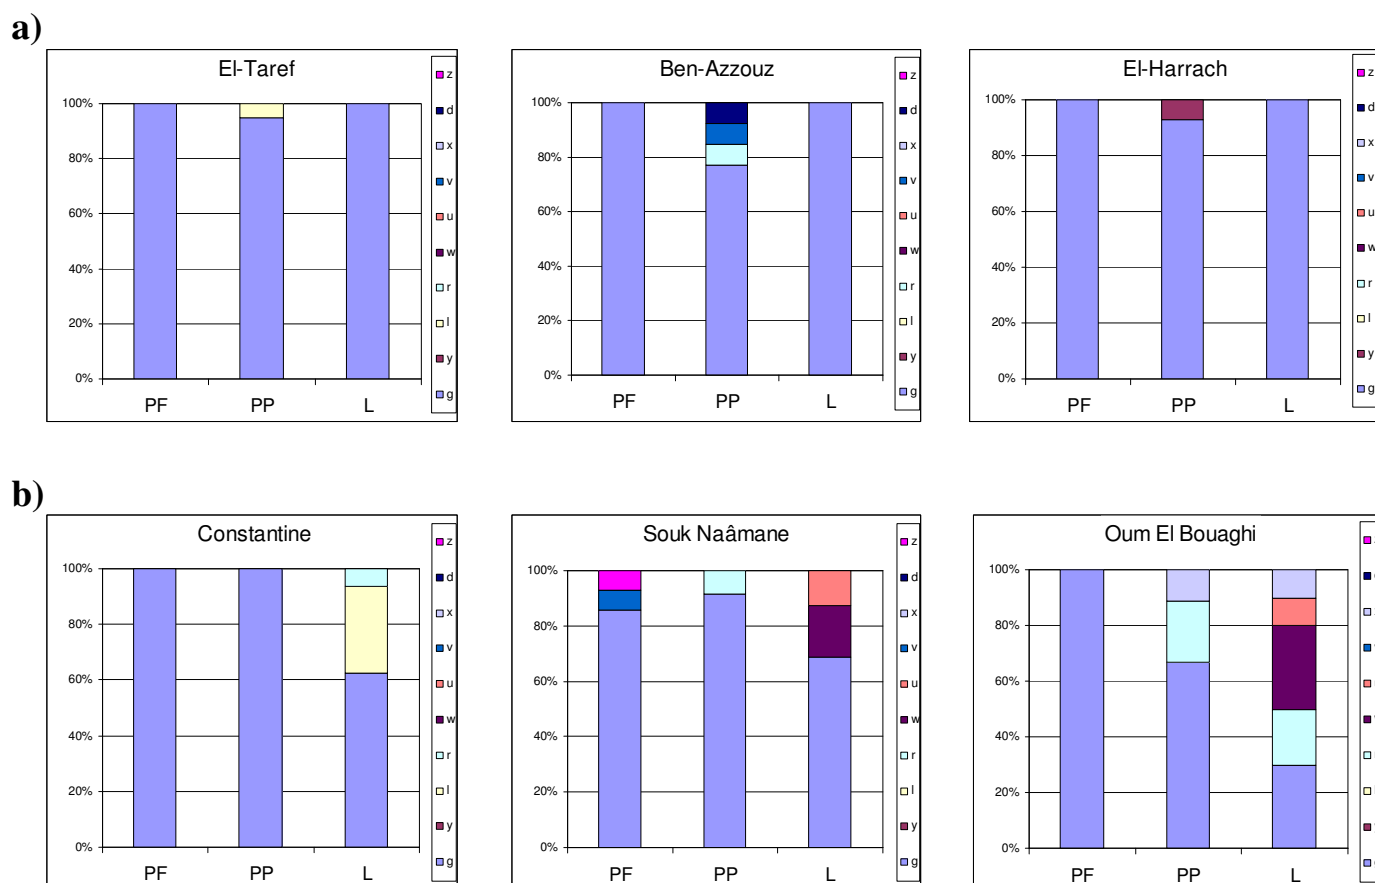 a)
El-Taref
100%
80%
60%
40%
20%
0%
PF PP L
z
d
x
v
u
w
r
l
y
g
Ben-Azzouz
100%
80%
60%
40%
20%
0%
PF PP L
z
d
x
v
u
w
r
l
y
g
El-Harrach
100%
80%
60%
40%
20%
0%
PF PP L
z
d
x
v
u
w
r
l
y
g
b)
Constantine
100%
80%
60%
40%
20%
0%
PF PP L
z
d
x
v
u
w
r
l
y
g
Souk Naâmane
100%
80%
60%
40%
20%
0%
PF PP L
z
d
x
v
u
w
r
l
y
g
Oum El Bouaghi
100%
80%
60%
40%
20%
0%
PF PP L